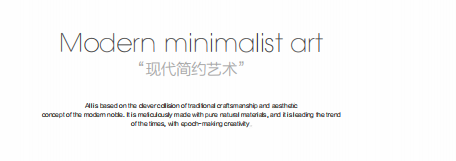 Modern minimalist art
“现代简约艺术”
All is based on the clever collision of traditional craftsmanship and aesthetic
concept of the modern noble. It is meticulously made with pure natural materials, and it is leading the trend
of the times, with epoch-making creativity